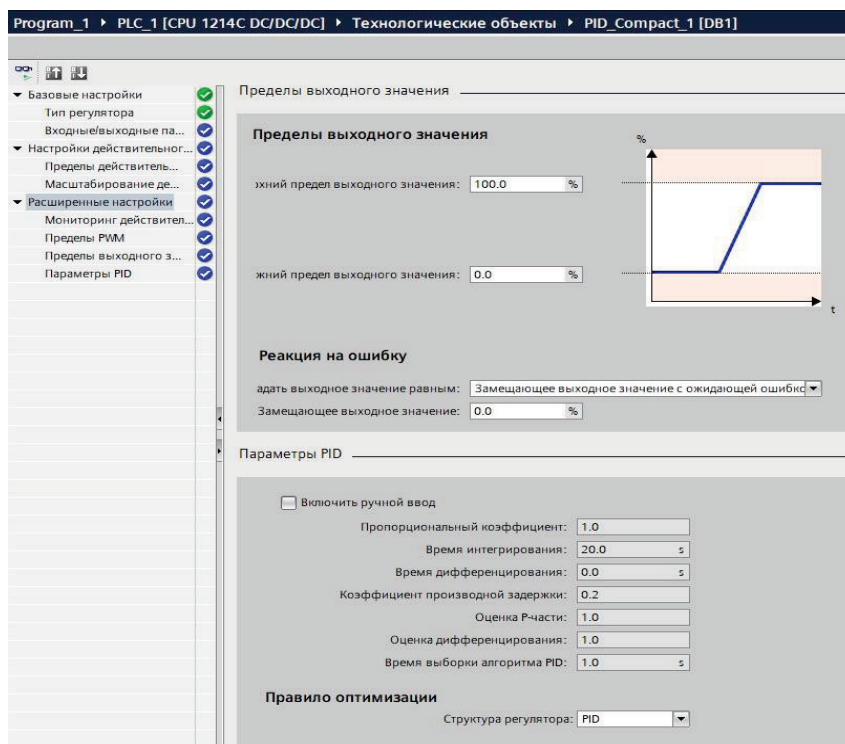 Program_1 ▸ PLC_1 [CPU 1214C DC/DC/DC] ▸ Технологические объекты ▸ PID_Compact_1 [DB1]
Базовые настройки
Тип регулятора
Входные/выходные па...
Настройки действительног...
Пределы действитель...
Масштабирование де...
Расширенные настройки
Мониторинг действител...
Пределы PWM
Пределы выходного з...
Параметры PID
Пределы выходного значения
Пределы выходного значения
%
хний предел выходного значения: 100.0 %
жний предел выходного значения: 0.0 %
t
Реакция на ошибку
адать выходное значение равным: Замещающее выходное значение с ожидающей ошибкс
Замещающее выходное значение: 0.0 %
Параметры PID
Включить ручной ввод
Пропорциональный коэффициент: 1.0
Время интегрирования: 20.0 s
Время дифференцирования: 0.0 s
Коэффициент производной задержки: 0.2
Оценка P-части: 1.0
Оценка дифференцирования: 1.0
Время выборки алгоритма PID: 1.0 s
Правило оптимизации
Структура регулятора: PID